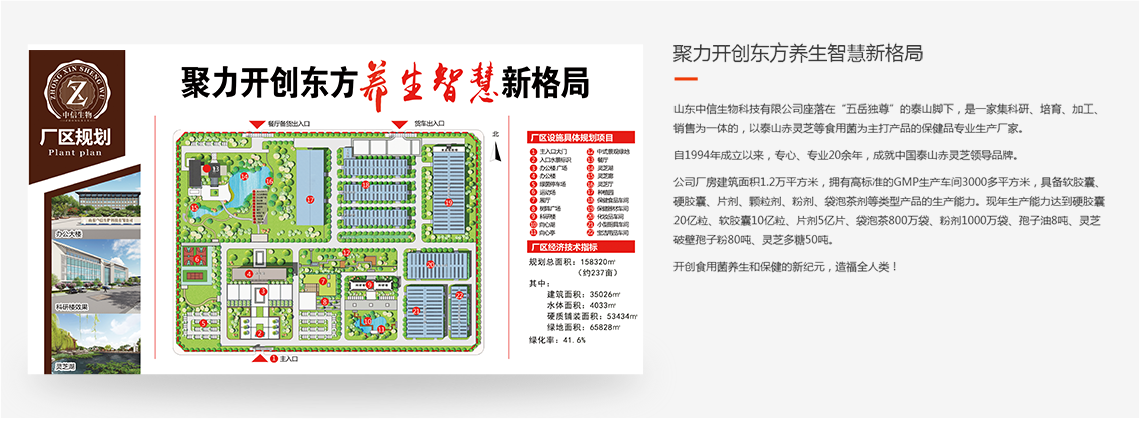 ZHONG XIN SHENG WU
中信生物
厂区规划
Plant plan
办公大楼
科研楼效果
灵芝湖
聚力开创东方养生智慧新格局
餐厅备货出入口
货车出入口
北
主入口
厂区设施具体规划项目
1 主入口大门
2 入口水景标识
3 办公楼广场
4 办公楼
5 绿茵停车场
6 运动场
7 展厅
8 树阵广场
9 科研楼
10 向心湖
11 向心亭
12 中式景观绿地
13 餐厅
14 灵芝湖
15 灵芝廊
16 灵芝厅
17 种植园
18 保健食品车间
19 保健器械车间
20 化妆品车间
21 小型厨具车间
22 生活用品车间
厂区经济技术指标
规划总面积：158320㎡
（约237亩）
其中：
建筑面积：35026㎡
水体面积：4033㎡
硬质铺装面积：53434㎡
绿地面积：65828㎡
绿化率：41.6%
聚力开创东方养生智慧新格局
山东中信生物科技有限公司座落在“五岳独尊”的泰山脚下，是一家集科研、培育、加工、
销售为一体的，以泰山赤灵芝等食用菌为主打产品的保健品专业生产厂家。
自1994年成立以来，专心、专业20余年，成就中国泰山赤灵芝领导品牌。
公司厂房建筑面积1.2万平方米，拥有高标准的GMP生产车间3000多平方米，具备软胶囊、
硬胶囊、片剂、颗粒剂、粉剂、袋泡茶剂等类型产品的生产能力。现年生产能力达到硬胶囊
20亿粒、软胶囊10亿粒、片剂5亿片、袋泡茶800万袋、粉剂1000万袋、孢子油8吨、灵芝
破壁孢子粉80吨、灵芝多糖50吨。
开创食用菌养生和保健的新纪元，造福全人类！